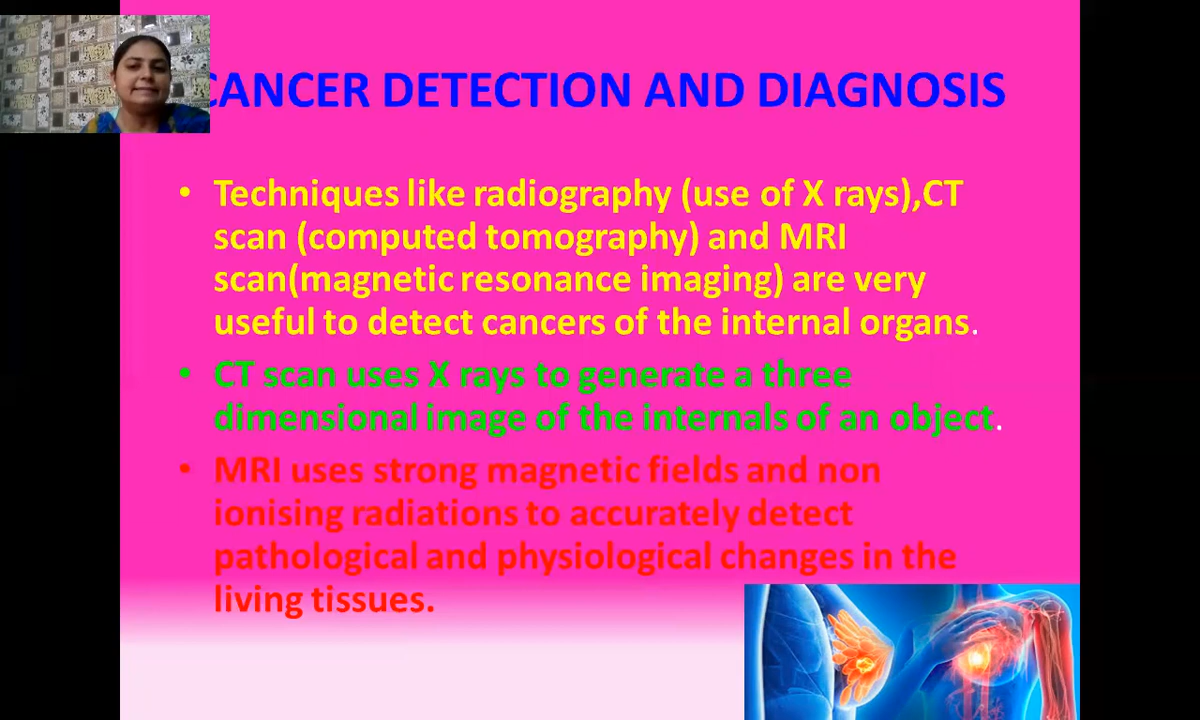 CANCER DETECTION AND DIAGNOSIS
• Techniques like radiography (use of X rays),CT
scan (computed tomography) and MRI
scan(magnetic resonance imaging) are very
useful to detect cancers of the internal organs.
• CT scan uses X rays to generate a three
dimensional image of the internals of an object.
• MRI uses strong magnetic fields and non
ionising radiations to accurately detect
pathological and physiological changes in the
living tissues.